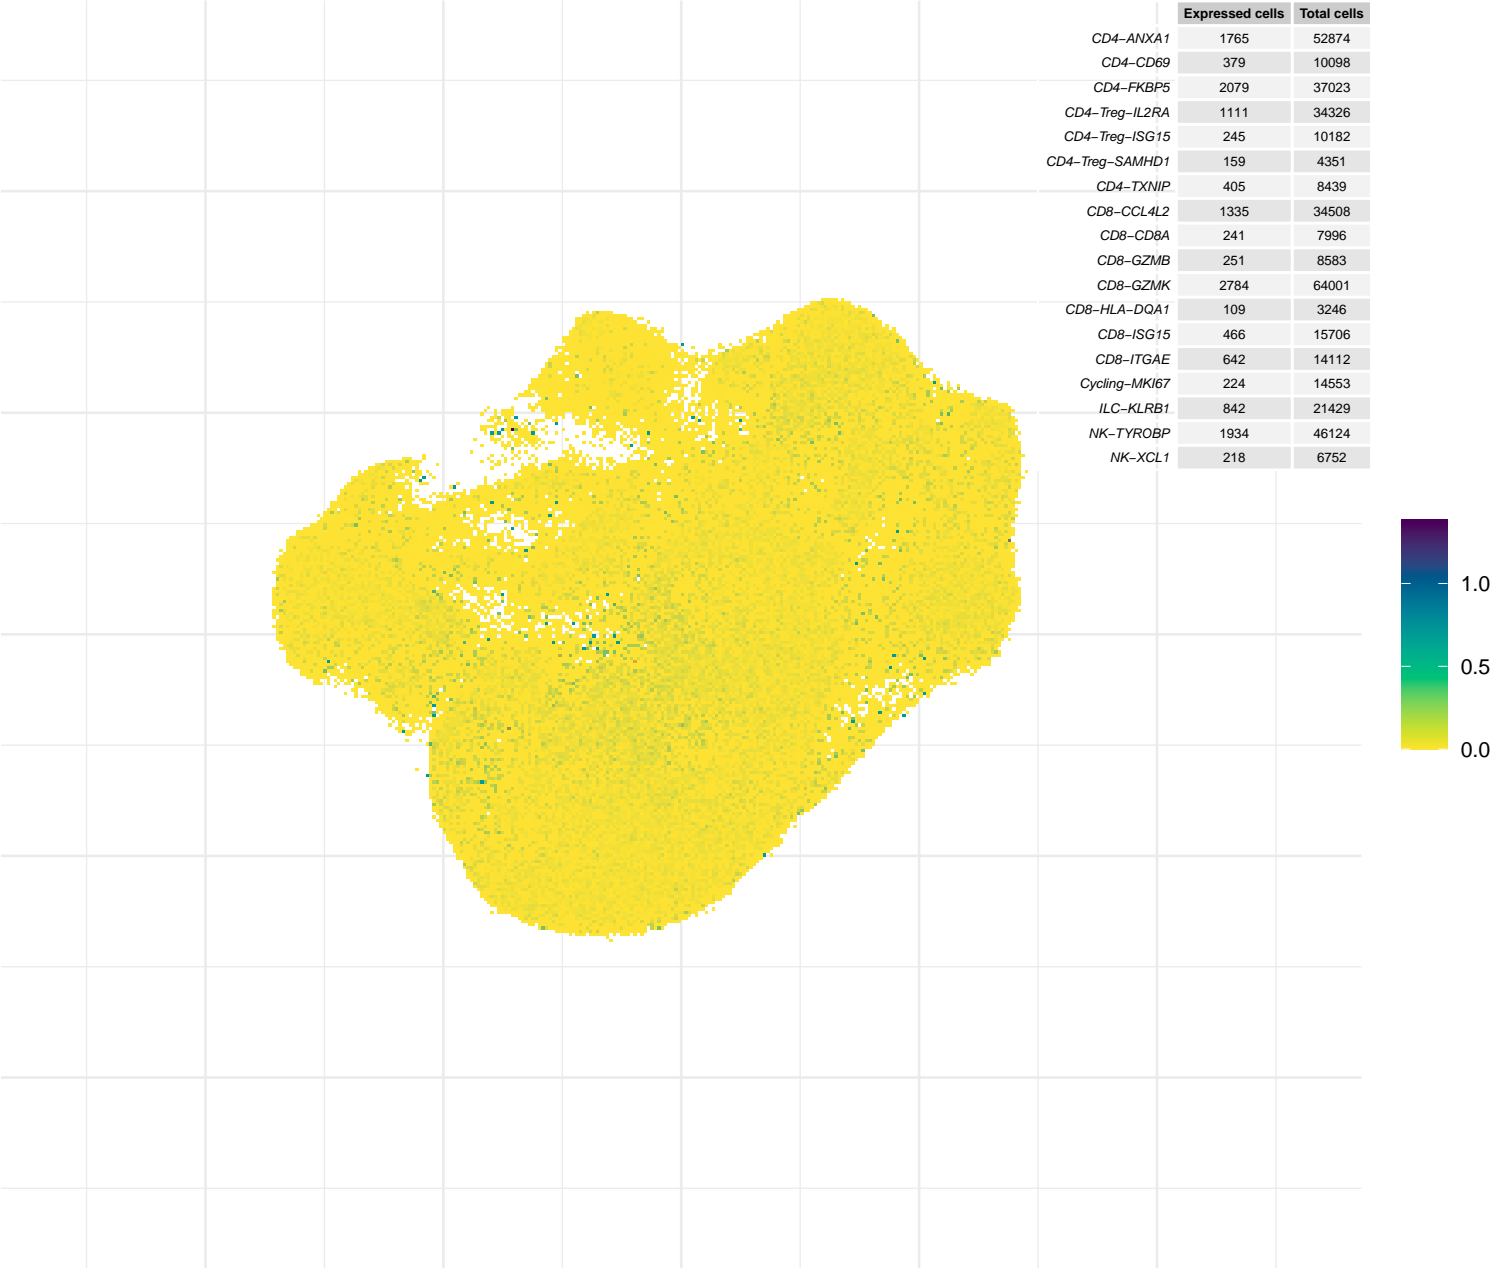 Expressed cells Total cells
CD4−ANXA1 1765 52874
CD4−CD69 379 10098
CD4−FKBP5 2079 37023
CD4−Treg−IL2RA 1111 34326
CD4−Treg−ISG15 245 10182
CD4−Treg−SAMHD1 159 4351
CD4−TXNIP 405 8439
CD8−CCL4L2 1335 34508
CD8−CD8A 241 7996
CD8−GZMB 251 8583
CD8−GZMK 2784 64001
CD8−HLA−DQA1 109 3246
CD8−ISG15 466 15706
CD8−ITGAE 642 14112
Cycling−MKI67 224 14553
ILC−KLRB1 842 21429
NK−TYROBP 1934 46124
NK−XCL1 218 6752
1.0
0.5
0.0